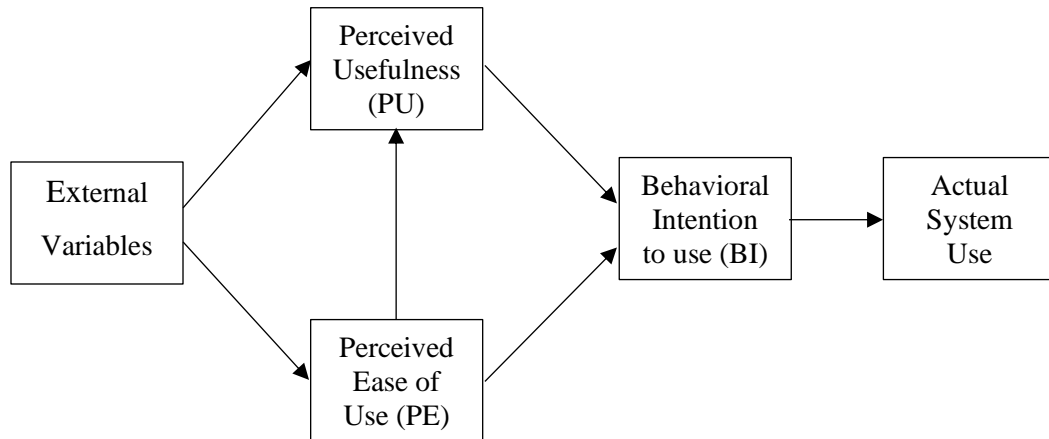 Perceived
Usefulness
(PU)
External
Variables
Perceived
Ease of
Use (PE)
Behavioral
Intention
to use (BI)
Actual
System
Use